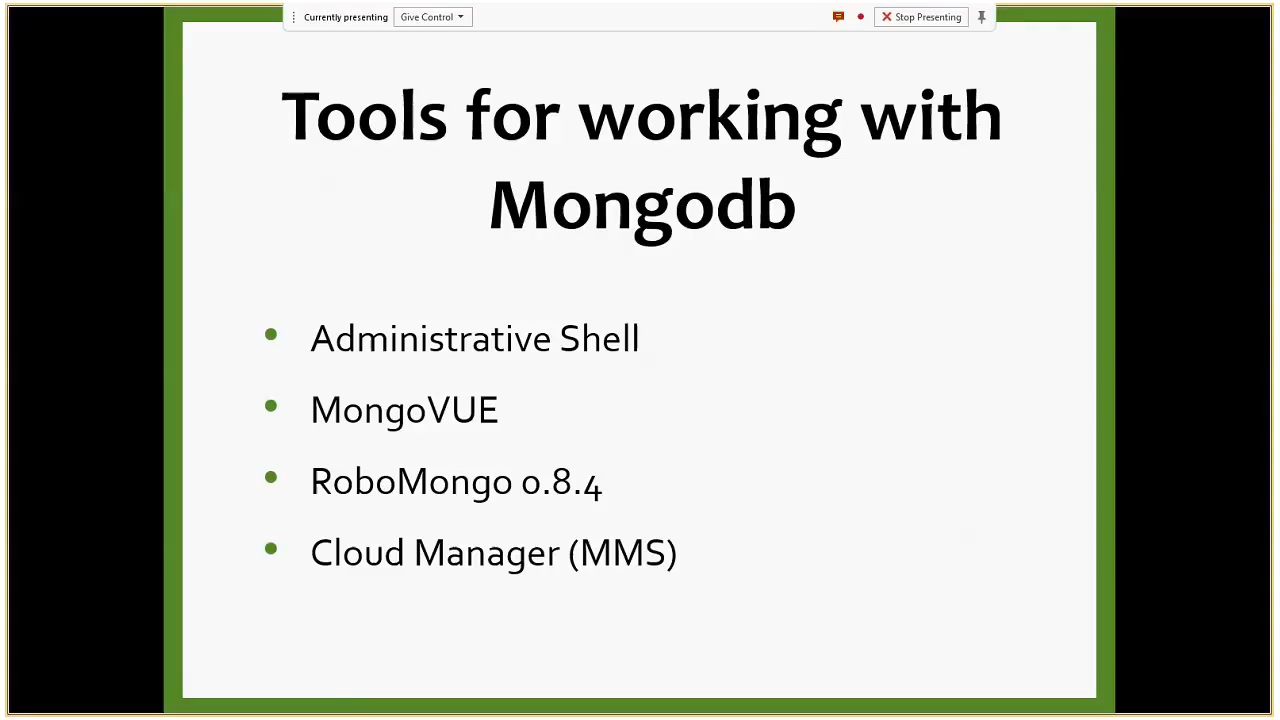 Currently presenting Give Control Stop Presenting
Tools for working with
Mongodb
• Administrative Shell
• MongoVUE
• RoboMongo 0.8.4
• Cloud Manager (MMS)